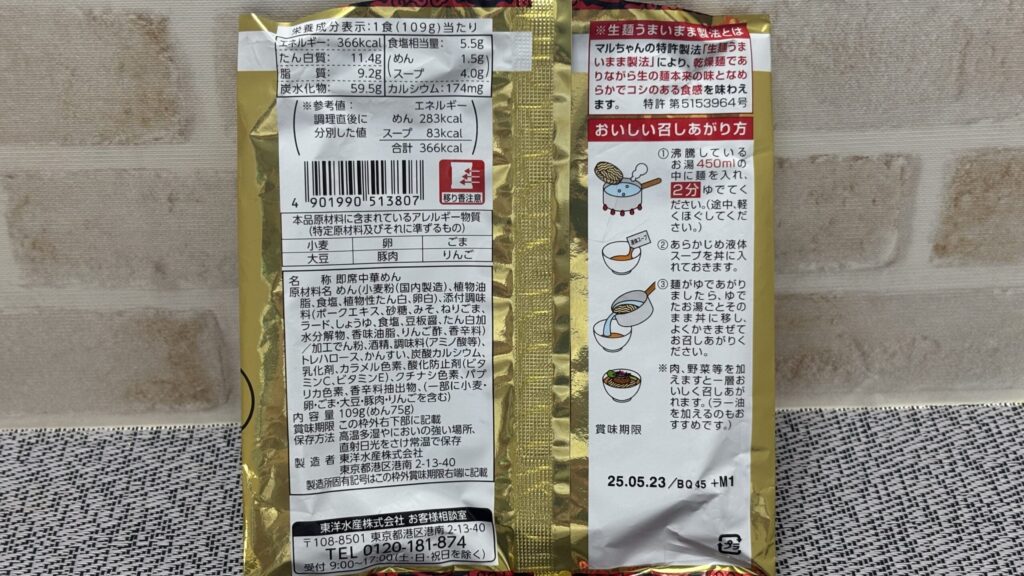 栄養成分表示:1食(109g)当たり
エネルギー: 366kcal 食塩相当量: 5.5g
たん白質: 11.4g (めん 1.5g)
脂質: 9.2g スープ 4.0g
炭水化物: 59.5g カルシウム:174mg
※参考値: エネルギー
調理直後に めん 283kcal
分別した値 スープ 83kcal
合計 366kcal
4 901990 513807
移り香注意
本品原材料に含まれているアレルギー物質
(特定原材料及びそれに準ずるもの)
小麦 卵 ごま
大豆 豚肉 りんご
名称 即席中華めん
原材料名 めん(小麦粉(国内製造)、植物油
脂、食塩、植物性たん白、卵白)、添付調味
料(ポークエキス、砂糖、みそ、ねりごま、
ラード、しょうゆ、食塩、豆板醤、たん白加
水分解物、香味油脂、りんご酢、香辛料)
/加工でん粉、酒精、調味料(アミノ酸等)、
トレハロース、かんすい、炭酸カルシウム、
乳化剤、カラメル色素、酸化防止剤(ビタ
ミンC、ビタミンE)、クチナシ色素、パプ
リカ色素、香辛料抽出物、(一部に小麦・
卵・ごま・大豆・豚肉・りんごを含む)
内容量 109g(めん75g)
賞味期限 この枠外右下部に記載
保存方法 高温多湿やにおいの強い場所、
直射日光をさけ常温で保存
製造者 東洋水産株式会社
東京都港区港南 2-13-40
製造所固有記号はこの枠外賞味期限右端に記載
東洋水産株式会社 お客様相談室
〒108-8501 東京都港区港南 2-13-40
TEL 0120-181-874
受付 9:00~17:00(土・日・祝日を除く)
※生麺うまいまま製法とは
マルちゃんの特許製法「生麺うま
いまま製法」により、乾燥麺であ
りながら生の麺本来の味となめ
らかでコシのある食感を味わえ
ます。 特許 第5153964号
おいしい召しあがり方
①沸騰している
お湯450mlの
中に麺を入れ、
2分ゆでてく
ださい。(途中、軽
くほぐしてくだ
さい。)
②あらかじめ液体
スープを丼に入
れておきます。
③麺がゆであがり
ましたら、ゆで
たお湯ごとその
まま丼に移し、
よくかきまぜて
お召しあがりく
ださい。
※肉、野菜等を加
えますと一層お
いしく召しあが
れます。(ラー油
を加えるのもお
すすめです。)
賞味期限
25.05.23/BQ45 +M1
プラ